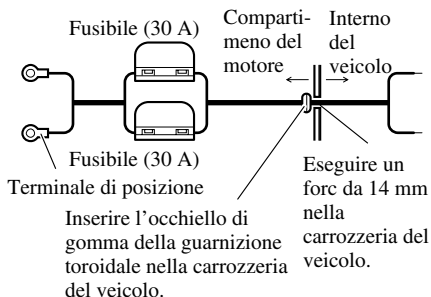 Fusibile (30 A)
Comparti-
meno del
motore
Interno
del
veicolo
Fusibile (30 A)
Terminale di posizione
Inserire l'occhiello di
gomma della guarnizione
toroidale nella carrozzeria
del veicolo.
Eseguire un
forc da 14 mm
nella
carrozzeria del
veicolo.